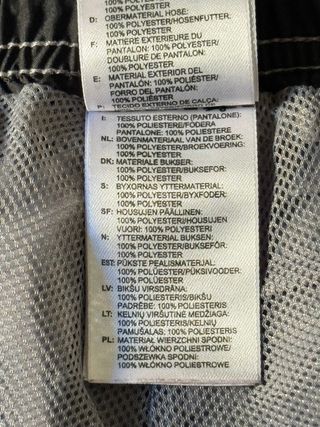 D: OBERMATERIAL HOSE:
100% POLYESTER/HOSENFUTTER:
100% POLYESTER
F: MATIERE EXTERIEURE DU
PANTALON: 100% POLYESTER/
DOUBLURE DE PANTALON:
100% POLYESTER
E: MATERIAL EXTERIOR DEL
PANTALÓN: 100% POLIÉSTER/
FORRO DEL PANTALÓN:
100% POLIÉSTER
P: TECIDO EXTERNO DE CALÇA:
I: TESSUTO ESTERNO (PANTALONE):
100% POLIESTERE/FODERA
PANTALONE: 100% POLIESTERE
NL: BOVENMATERIAAL VAN DE BROEK:
100% POLYESTER/BROEKVOERING:
100% POLYESTER
DK: MATERIALE BUKSER:
100% POLYESTER/BUKSEFOR:
100% POLYESTER
S: BYXORNAS YTTERMATERIAL:
100% POLYESTER/BYXFODER:
100% POLYESTER
SF: HOUSUJEN PÄÄLLINEN:
100% POLYESTERI/HOUSUJEN
VUORI: 100% POLYESTERI
N: YTTERMATERIAL BUKSEN:
100% POLYESTER/BUKSEFÔR:
100% POLYESTER
EST: PÜKSTE PEALISMATERJAL:
100% POLÜESTER/PÜKSIVOODER:
100% POLÜESTER
LV: BIKŠU VIRSDRĀNA:
100% POLIESTERIS/BIKŠU
PADRĒBE: 100% POLIESTERIS
LT: KELNIŲ VIRŠUTINĖ MEDŽIAGA:
100% POLIESTERIS/KELNIŲ
PAMUŠALAS: 100% POLIESTERIS
PL: MATERIAŁ WIERZCHNI SPODNI:
100% WŁÓKNO POLIESTROWE/
PODSZEWKA SPODNI:
100% WŁÓKNO POLIESTROWE